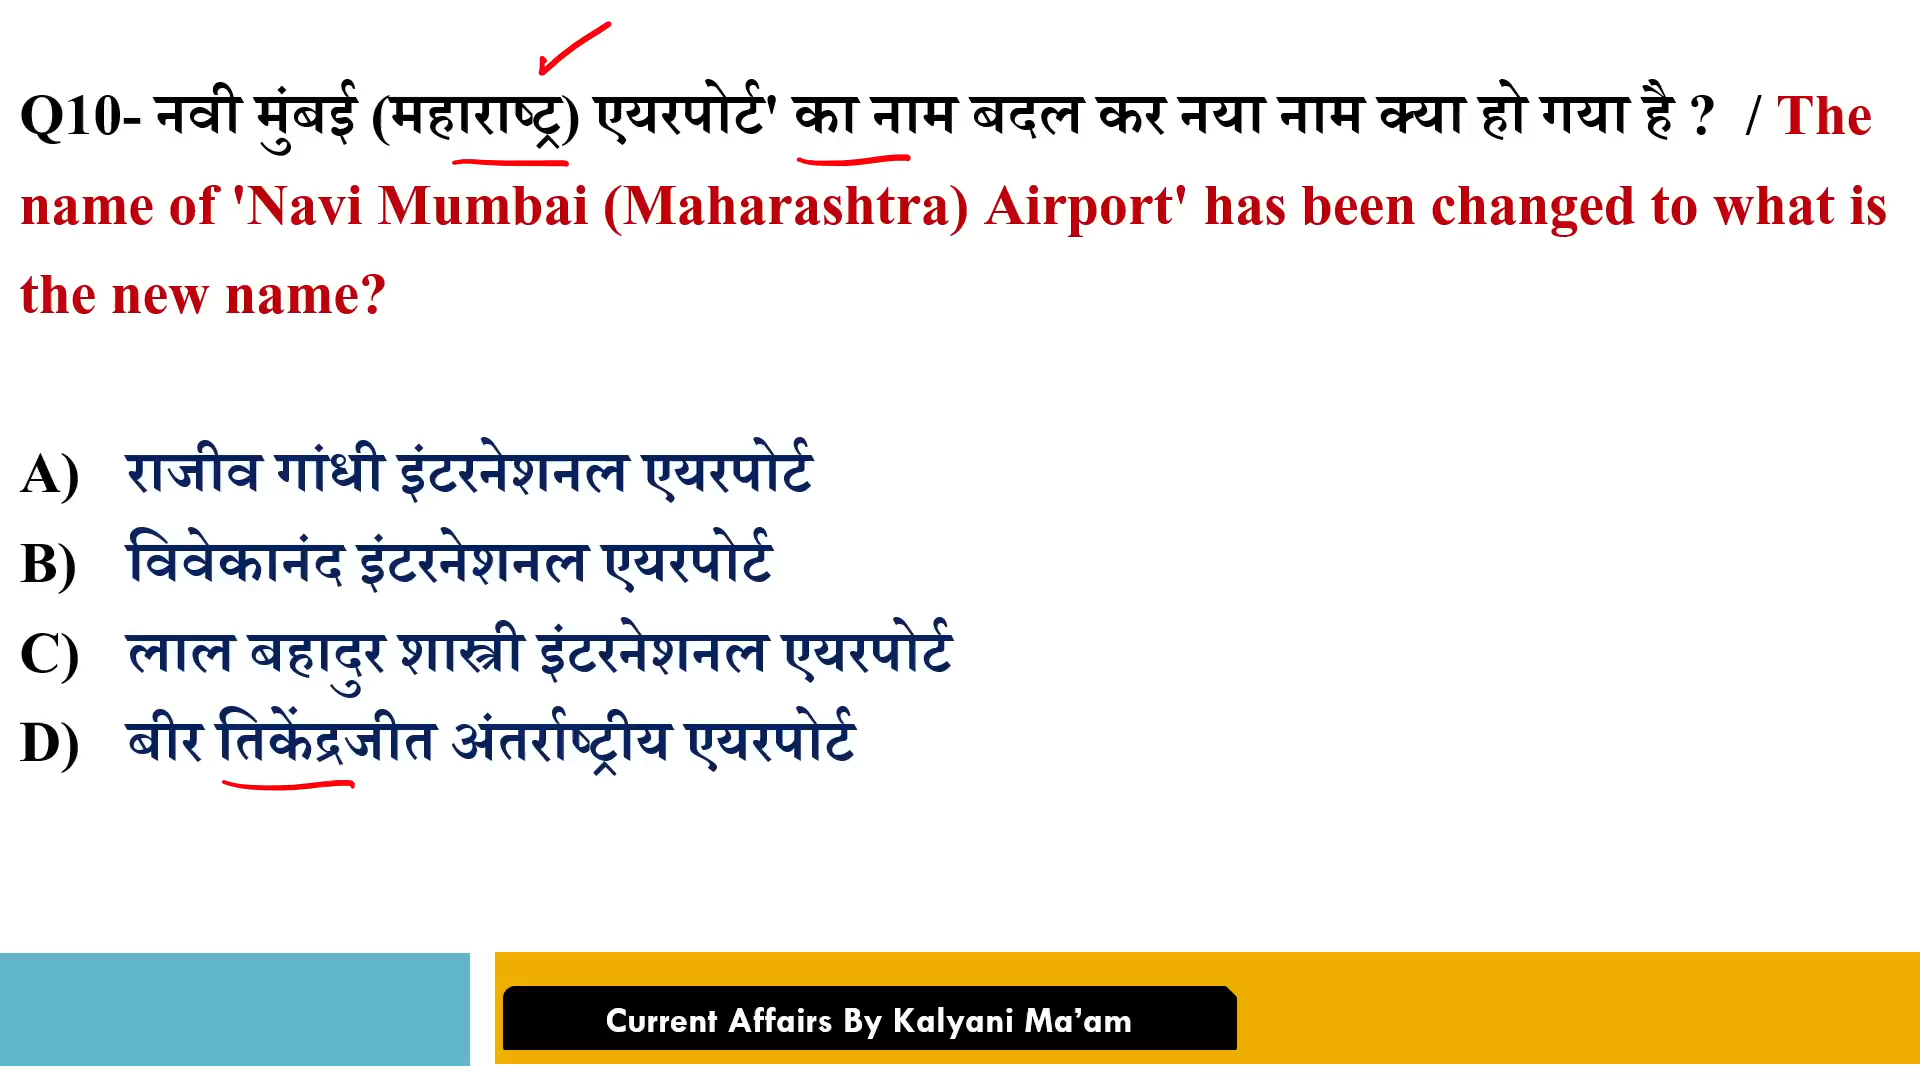 Q10- नवी मुंबई (महाराष्ट्र) एयरपोर्ट' का नाम बदल कर नया नाम क्या हो गया है ? / The
name of 'Navi Mumbai (Maharashtra) Airport' has been changed to what is
the new name?
A) राजीव गांधी इंटरनेशनल एयरपोर्ट
B) विवेकानंद इंटरनेशनल एयरपोर्ट
C) लाल बहादुर शास्त्री इंटरनेशनल एयरपोर्ट
D) बीर तिकेंद्रजीत अंतर्राष्ट्रीय एयरपोर्ट
Current Affairs By Kalyani Ma’am